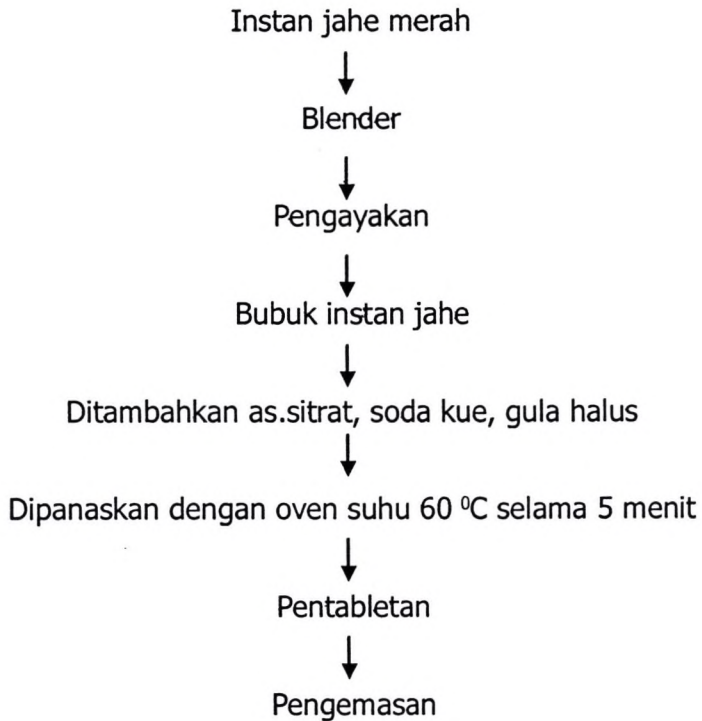 Instan jahe merah
Blender
Pengayakan
Bubuk instan jahe
Ditambahkan as.sitrat, soda kue, gula halus
Dipanaskan dengan oven suhu 60 ⁰C selama 5 menit
Pentabletan
Pengemasan